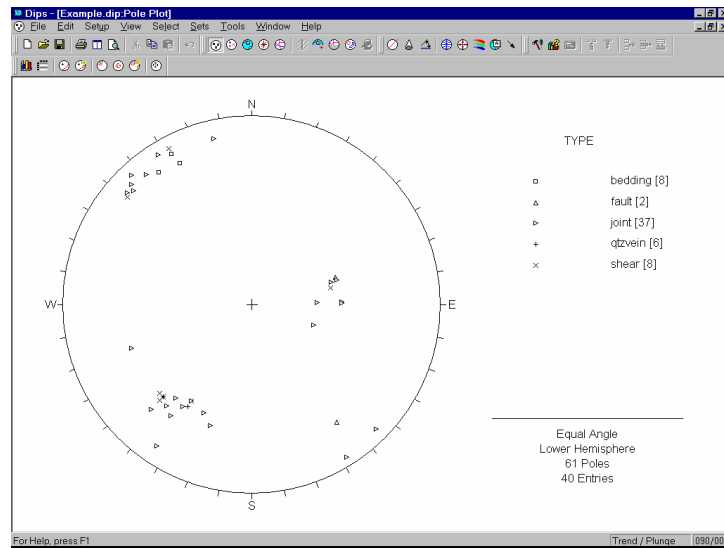 Dips - [Example.dip:Pole Plot]
File Edit Setup View Select Sets Tools Window Help
N
TYPE
bedding [8]
fault [2]
joint [37]
qtzvein [6]
shear [8]
W
E
S
Equal Angle
Lower Hemisphere
61 Poles
40 Entries
For Help, press F1
Trend / Plunge
090/00